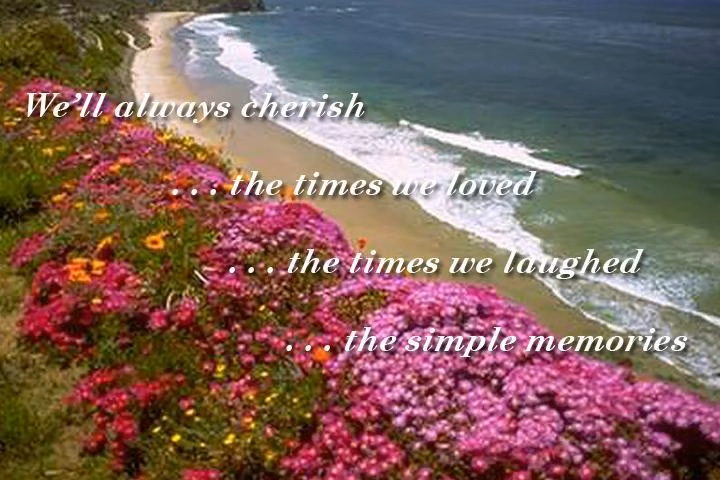 We’ll always cherish
. . . the times we loved
. . . the times we laughed
. . . the simple memories